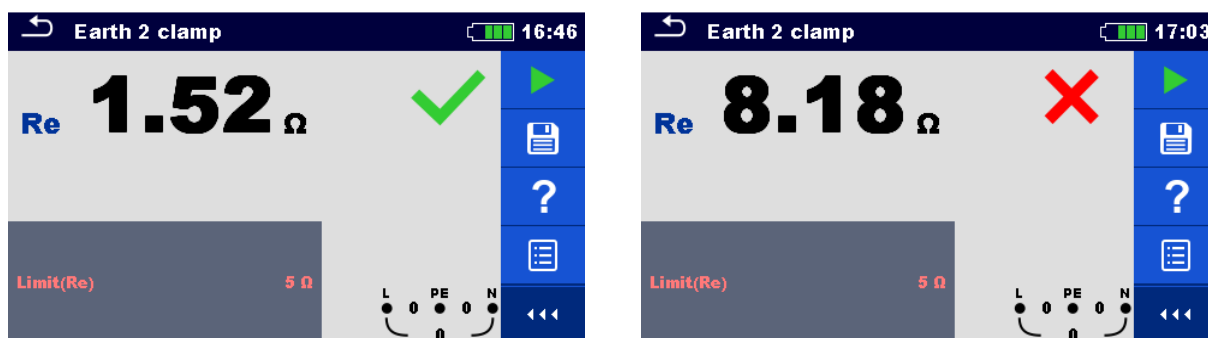 Earth 2 clamp 16:46
Re 1.52 Ω
?
Limit(Re) 5 Ω
L PE N
0 0
0
Earth 2 clamp 17:03
Re 8.18 Ω
?
Limit(Re) 5 Ω
L PE N
0 0
0